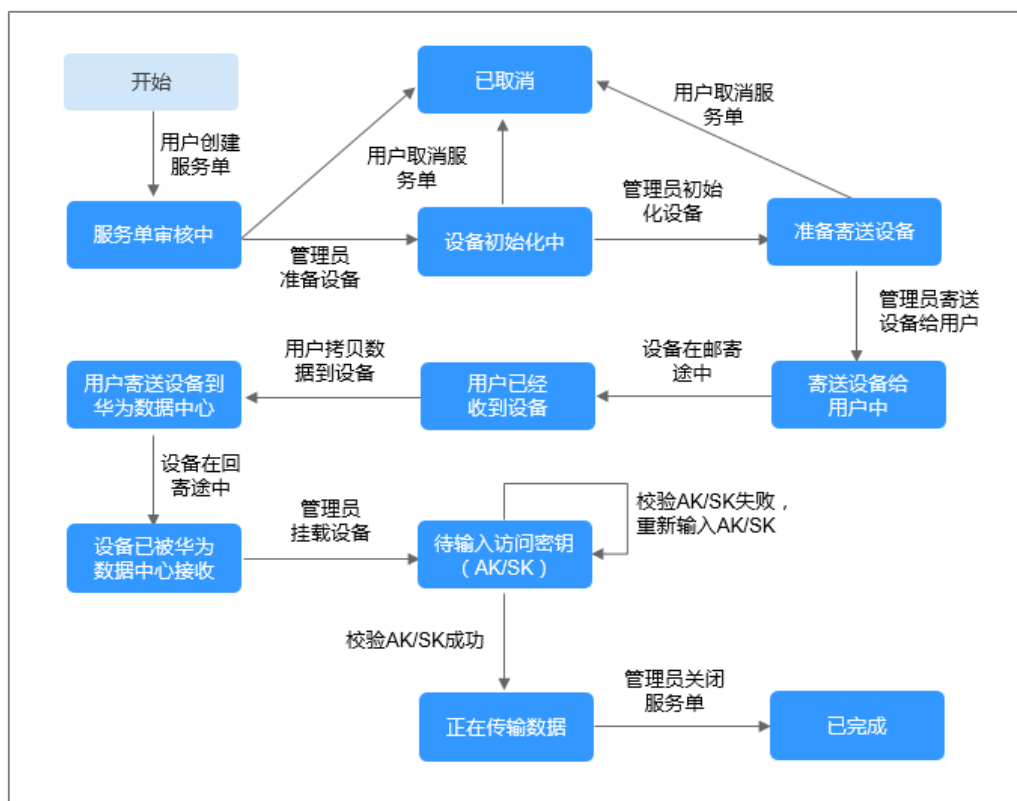 开始
已取消
用户取消服
务单
用户创建
服务单
用户取消服
务单
管理员初始
化设备
服务单审核中
设备初始化中
准备寄送设备
管理员
准备设备
管理员寄送
设备给用户
用户拷贝数
据到设备
设备在邮寄
途中
用户寄送设备到
华为数据中心
用户已经
收到设备
寄送设备给
用户中
设备在回
寄途中
管理员
挂载设备
校验AK/SK失败，
重新输入AK/SK
设备已被华为
数据中心接收
待输入访问密钥
（AK/SK）
校验AK/SK成功
管理员关闭
服务单
正在传输数据
已完成